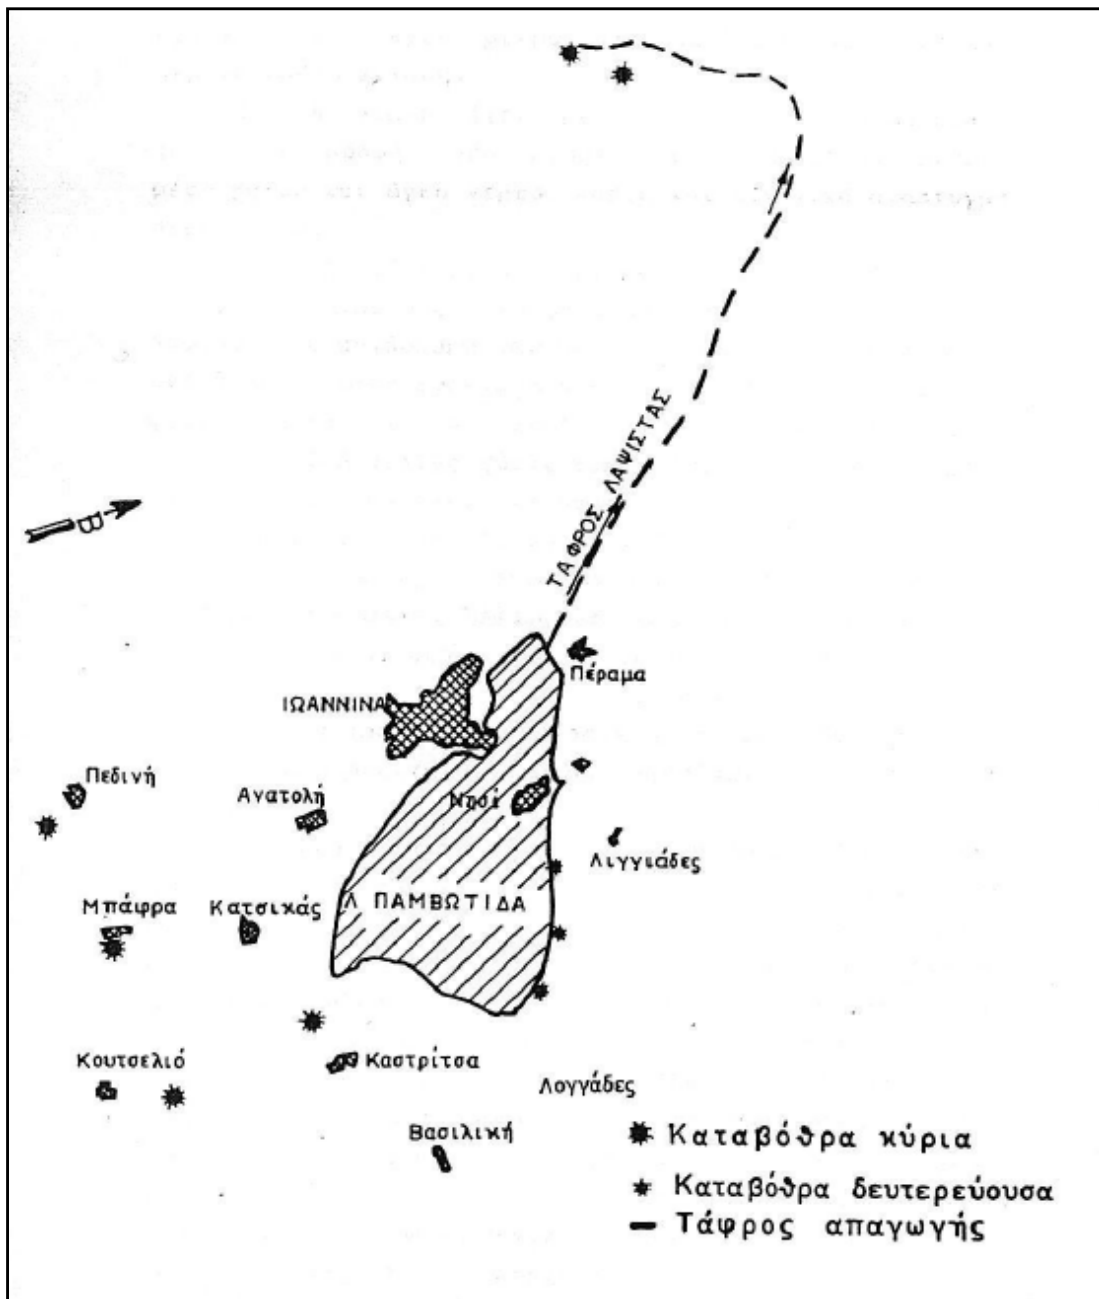 ΤΑΦΡΟΣ ΛΑΨΙΣΤΑΣ
Β
Πέραμα
ΙΩΑΝΝΙΝΑ
Πεδινή
Ανατολή
Νησί
Λιγγιάδες
Λ ΠΑΜΒΩΤΙΔΑ
Μπάφρα
Κατσικάς
Κουτσελιό
Καστρίτσα
Λογγάδες
Βασιλική
Καταβόθρα κύρια
Καταβόθρα δευτερεύουσα
Τάφρος απαγωγής